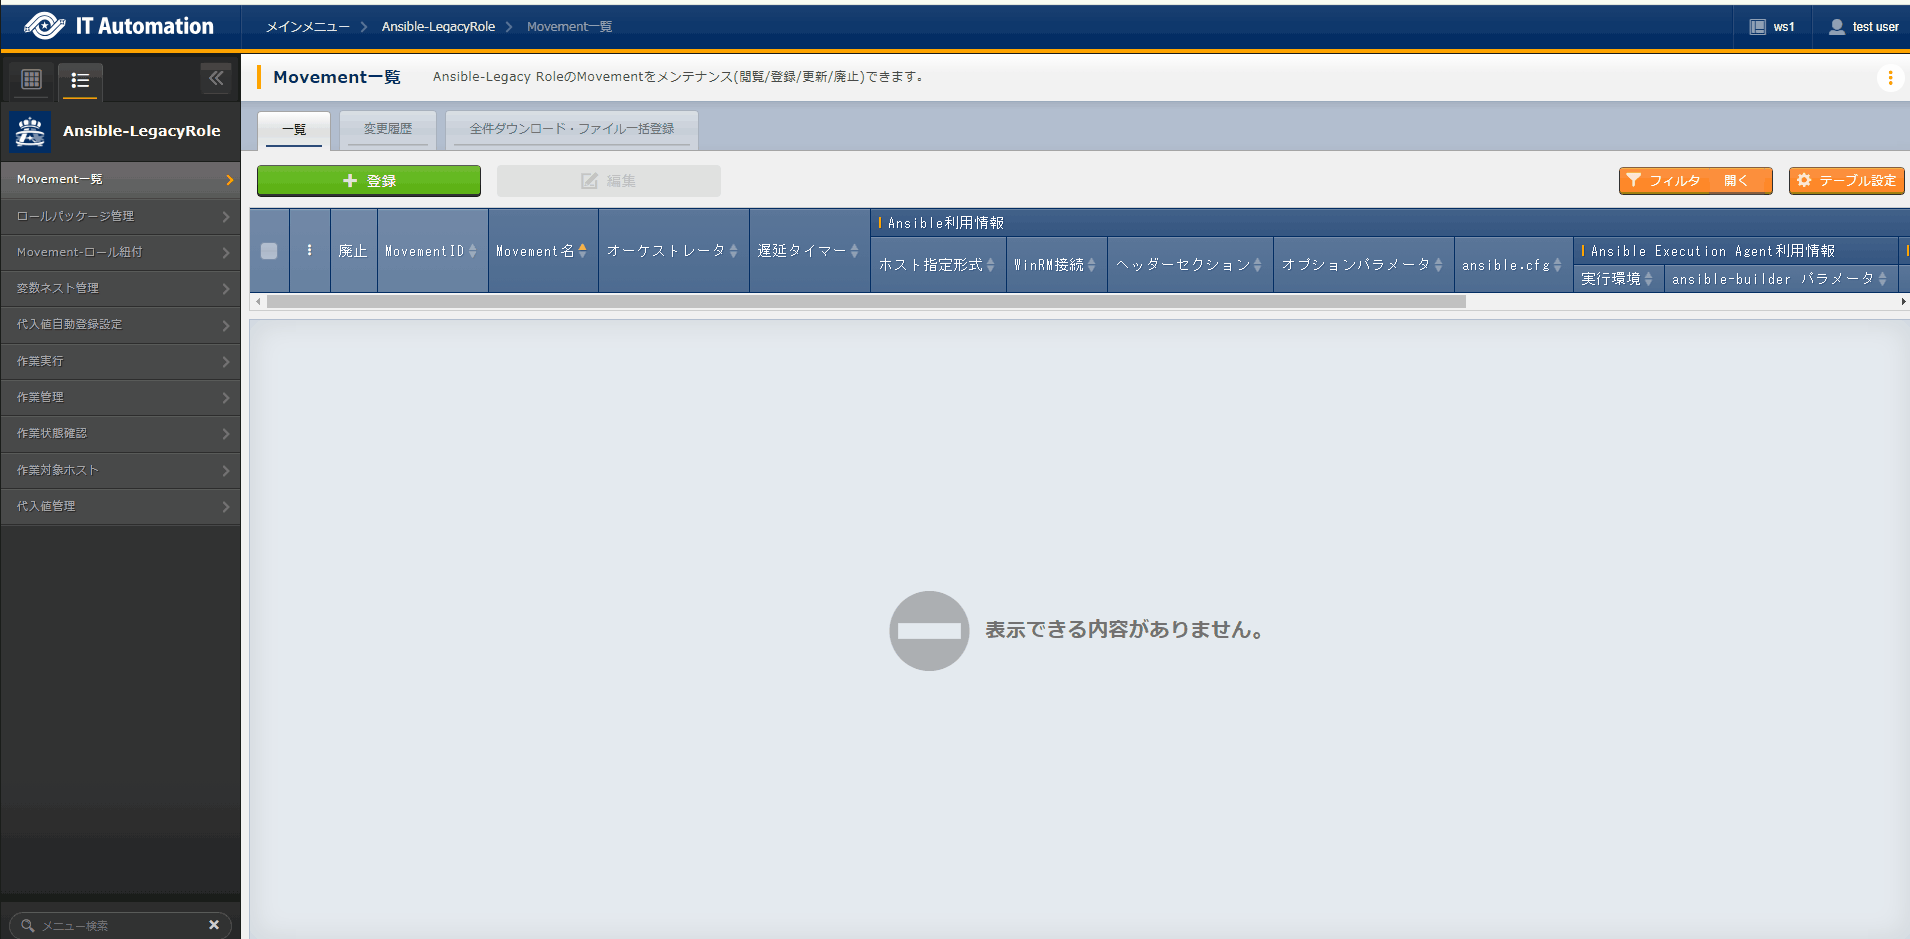 IT Automation
メインメニュー
Ansible-LegacyRole
Movement一覧
ws1
test user
Movement一覧
Ansible-Legacy RoleのMovementをメンテナンス(閲覧/登録/更新/廃止)できます。
Ansible-LegacyRole
Movement一覧
ロールパッケージ管理
Movement-ロール紐付
変数ネスト管理
代入値自動登録設定
作業実行
作業管理
作業状態確認
作業対象ホスト
代入値管理
メニュー検索
一覧
変更履歴
全件ダウンロード・ファイル一括登録
登録
編集
フィルタ 開く
テーブル設定
廃止
MovementID
Movement名
オーケストレータ
遅延タイマー
Ansible利用情報
ホスト指定形式
WinRM接続
ヘッダーセクション
オプションパラメータ
ansible.cfg
Ansible Execution Agent利用情報
実行環境
ansible-builder パラメータ
表示できる内容がありません。